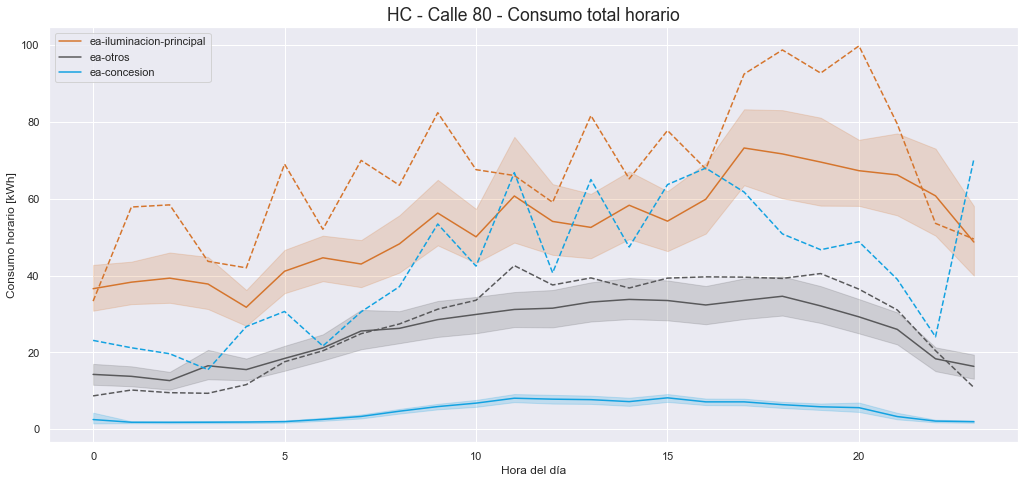 HC - Calle 80 - Consumo total horario
ea-iluminacion-principal
ea-otros
ea-concesion
Consumo horario [kWh]
100
80
60
40
20
0
0 5 10 15 20
Hora del día